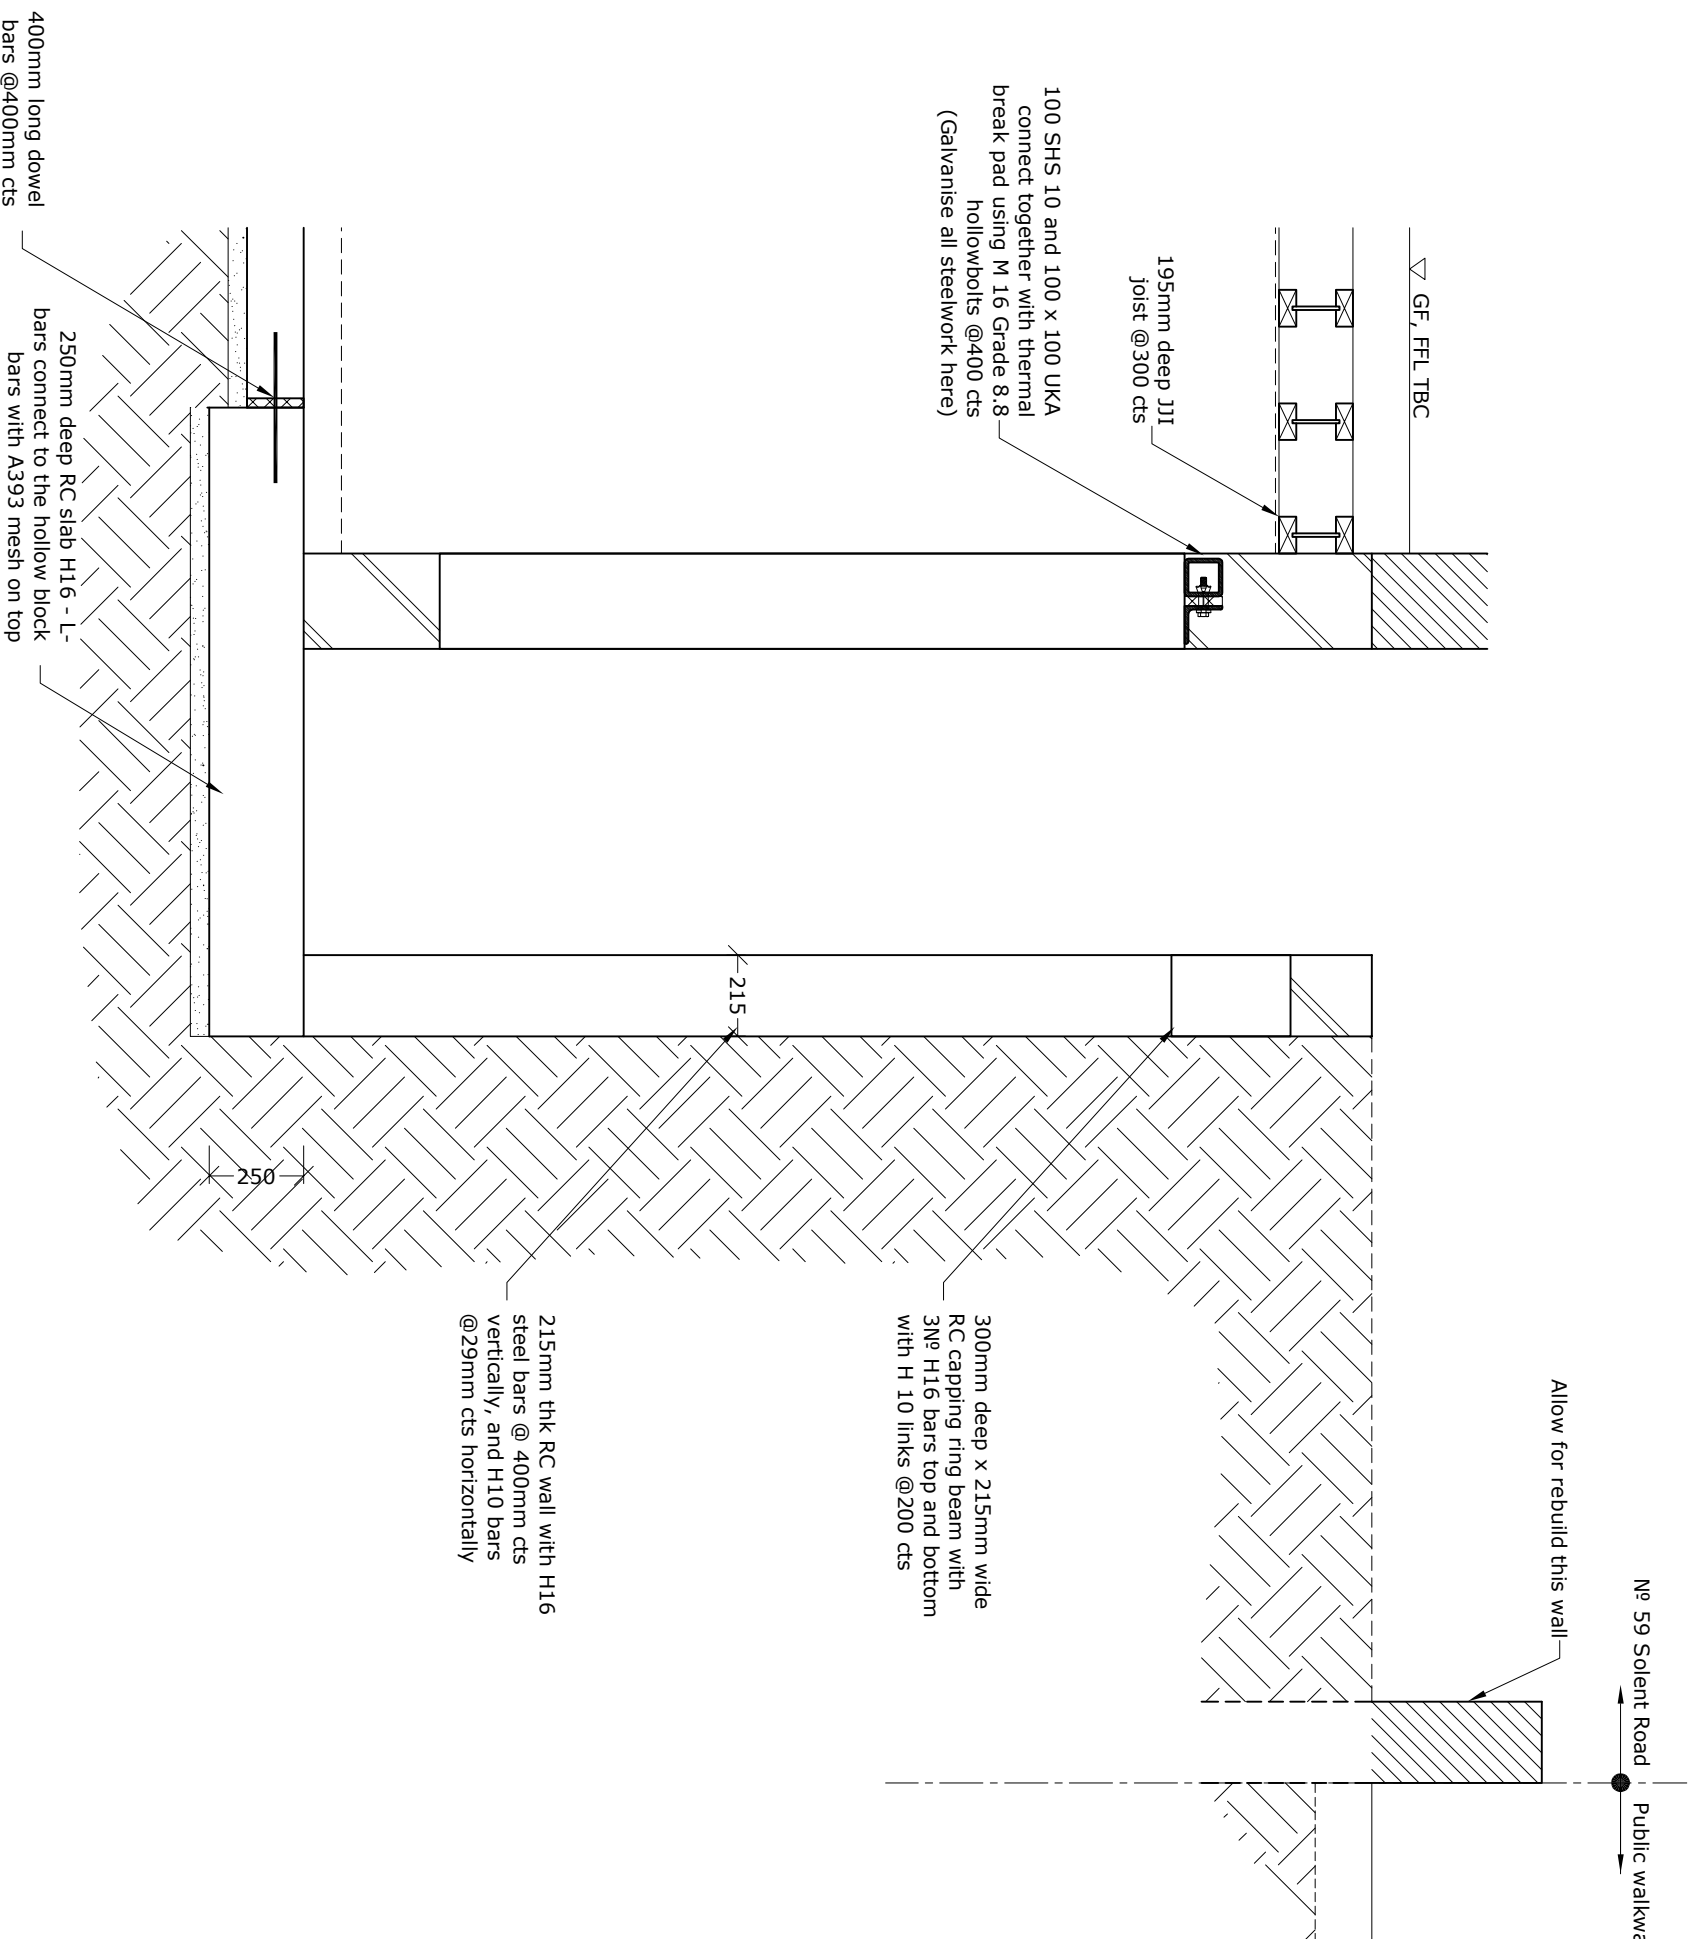 Nº 59 Solent Road
Public walkwa
Allow for rebuild this wall
GF, FFL TBC
195mm deep JJI
joist @300 cts
100 SHS 10 and 100 x 100 UKA
connect together with thermal
break pad using M 16 Grade 8.8
hollowbolts @400 cts
(Galvanise all steelwork here)
300mm deep x 215mm wide
RC capping ring beam with
3Nº H16 bars top and bottom
with H 10 links @200 cts
215
215mm thk RC wall with H16
steel bars @ 400mm cts
vertically, and H10 bars
@29mm cts horizontally
250
250mm deep RC slab H16 - L-
bars connect to the hollow block
bars with A393 mesh on top
400mm long dowel
bars @400mm cts